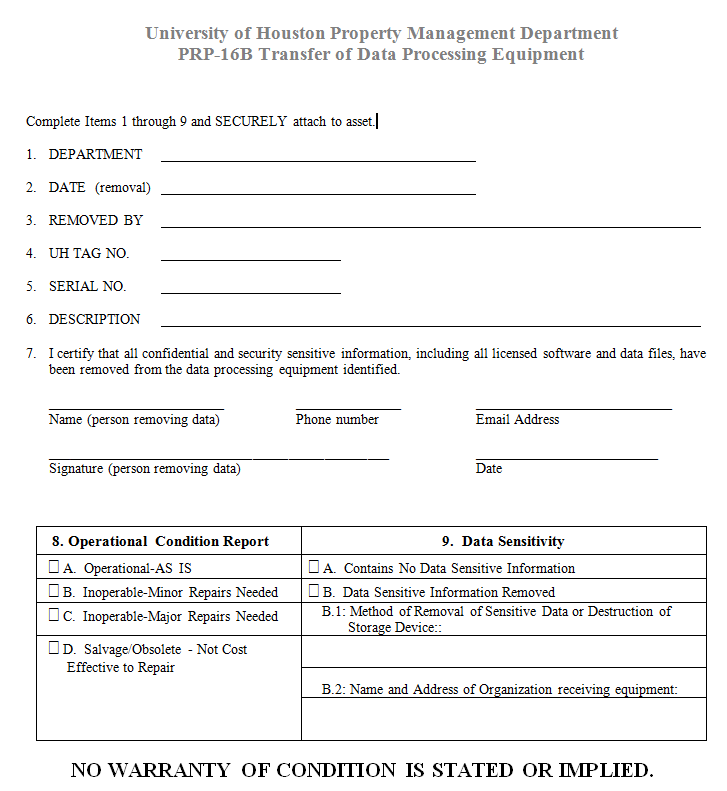 University of Houston Property Management Department
PRP-16B Transfer of Data Processing Equipment
Complete Items 1 through 9 and SECURELY attach to asset.
1. DEPARTMENT
2. DATE (removal)
3. REMOVED BY
4. UH TAG NO.
5. SERIAL NO.
6. DESCRIPTION
7. I certify that all confidential and security sensitive information, including all licensed software and data files, have
been removed from the data processing equipment identified.
Name (person removing data) Phone number Email Address
Signature (person removing data) Date
8. Operational Condition Report
A. Operational-AS IS
B. Inoperable-Minor Repairs Needed
C. Inoperable-Major Repairs Needed
D. Salvage/Obsolete - Not Cost
Effective to Repair
9. Data Sensitivity
A. Contains No Data Sensitive Information
B. Data Sensitive Information Removed
B.1: Method of Removal of Sensitive Data or Destruction of
Storage Device::
B.2: Name and Address of Organization receiving equipment:
NO WARRANTY OF CONDITION IS STATED OR IMPLIED.